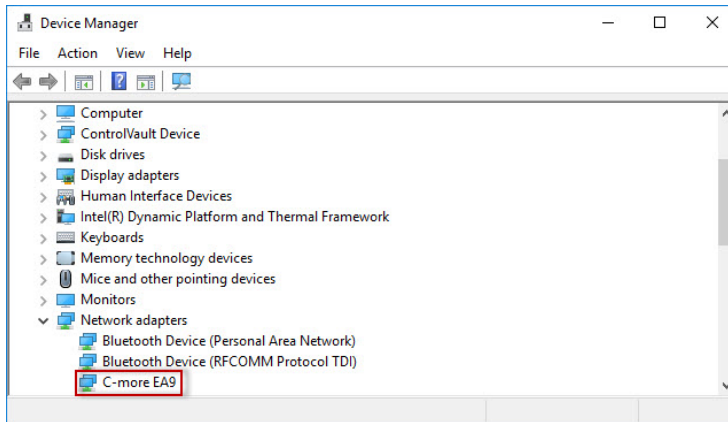 Device Manager
File Action View Help
Computer
ControlVault Device
Disk drives
Display adapters
Human Interface Devices
Intel(R) Dynamic Platform and Thermal Framework
Keyboards
Memory technology devices
Mice and other pointing devices
Monitors
Network adapters
Bluetooth Device (Personal Area Network)
Bluetooth Device (RFCOMM Protocol TDI)
C-more EA9